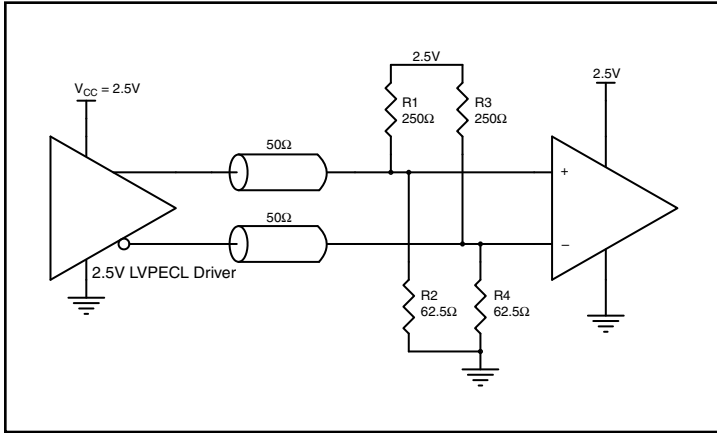 2.5V
V_CC = 2.5V
2.5V
R1
250Ω
R3
250Ω
50Ω
+
50Ω
–
2.5V LVPECL Driver
R2
62.5Ω
R4
62.5Ω